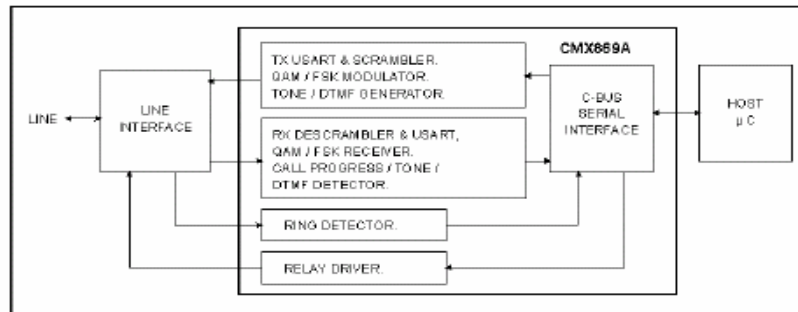 CMX869A
TX USART & SCRAMBLER.
QAM / FSK MODULATOR.
TONE / DTMF GENERATOR.
LINE
LINE
INTERFACE
C-BUS
SERIAL
INTERFACE
HOST
µC
RX DESCRAMBLER & USART,
QAM / FSK RECEIVER.
CALL PROGRESS / TONE /
DTMF DETECTOR.
RING DETECTOR.
RELAY DRIVER.